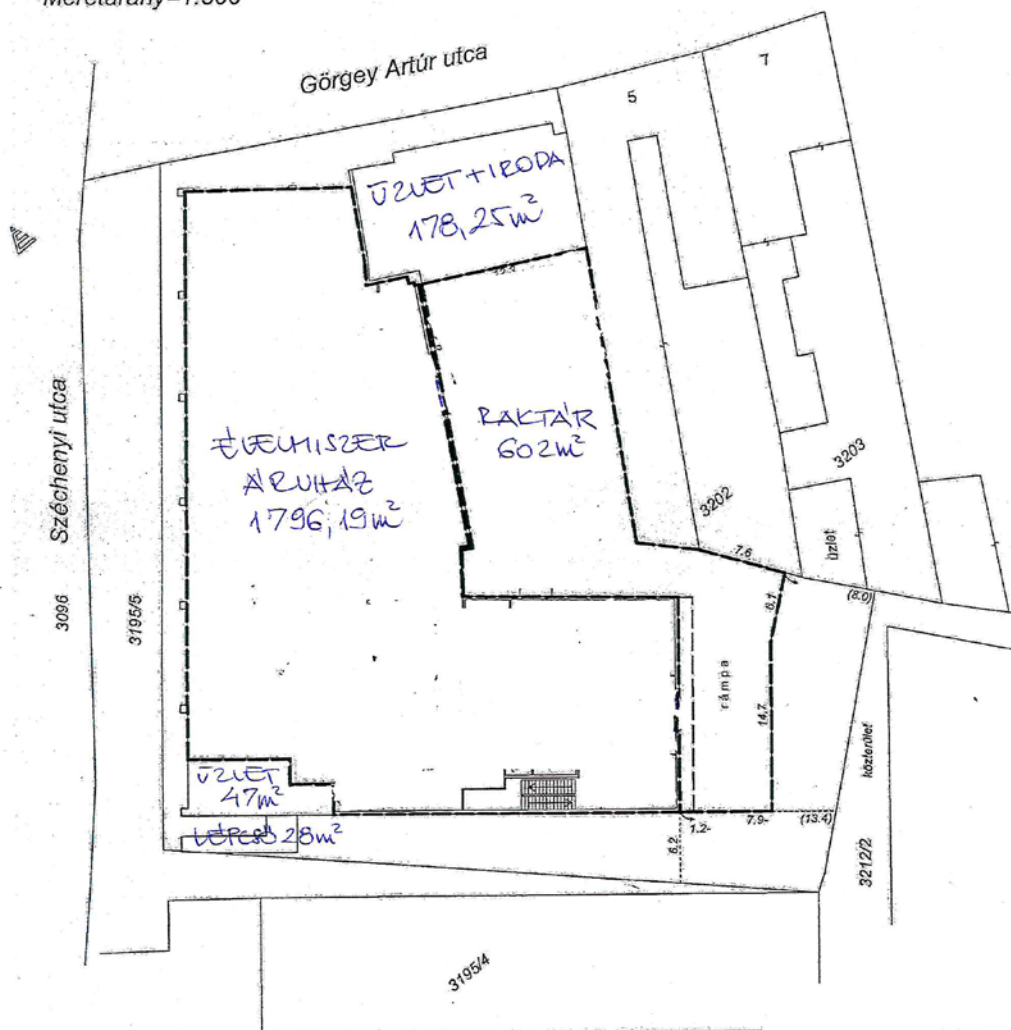 Méretarány=1:500
Görgey Artúr utca
5
7
ÜZLET+IRODA
178,25m²
Széchenyi utca
3096
3195/5
ÉLELMISZER
ÁRUHÁZ
1796,19m²
RAKTÁR
602m²
3202
3203
üzlet
7.6
(8.0)
6.1
rámpa
14.7
közterület
ÜZLET
47m²
LÉPCSŐ 28m²
1.2-
7.9-
(13.4)
6.2
3212/2
3195/4